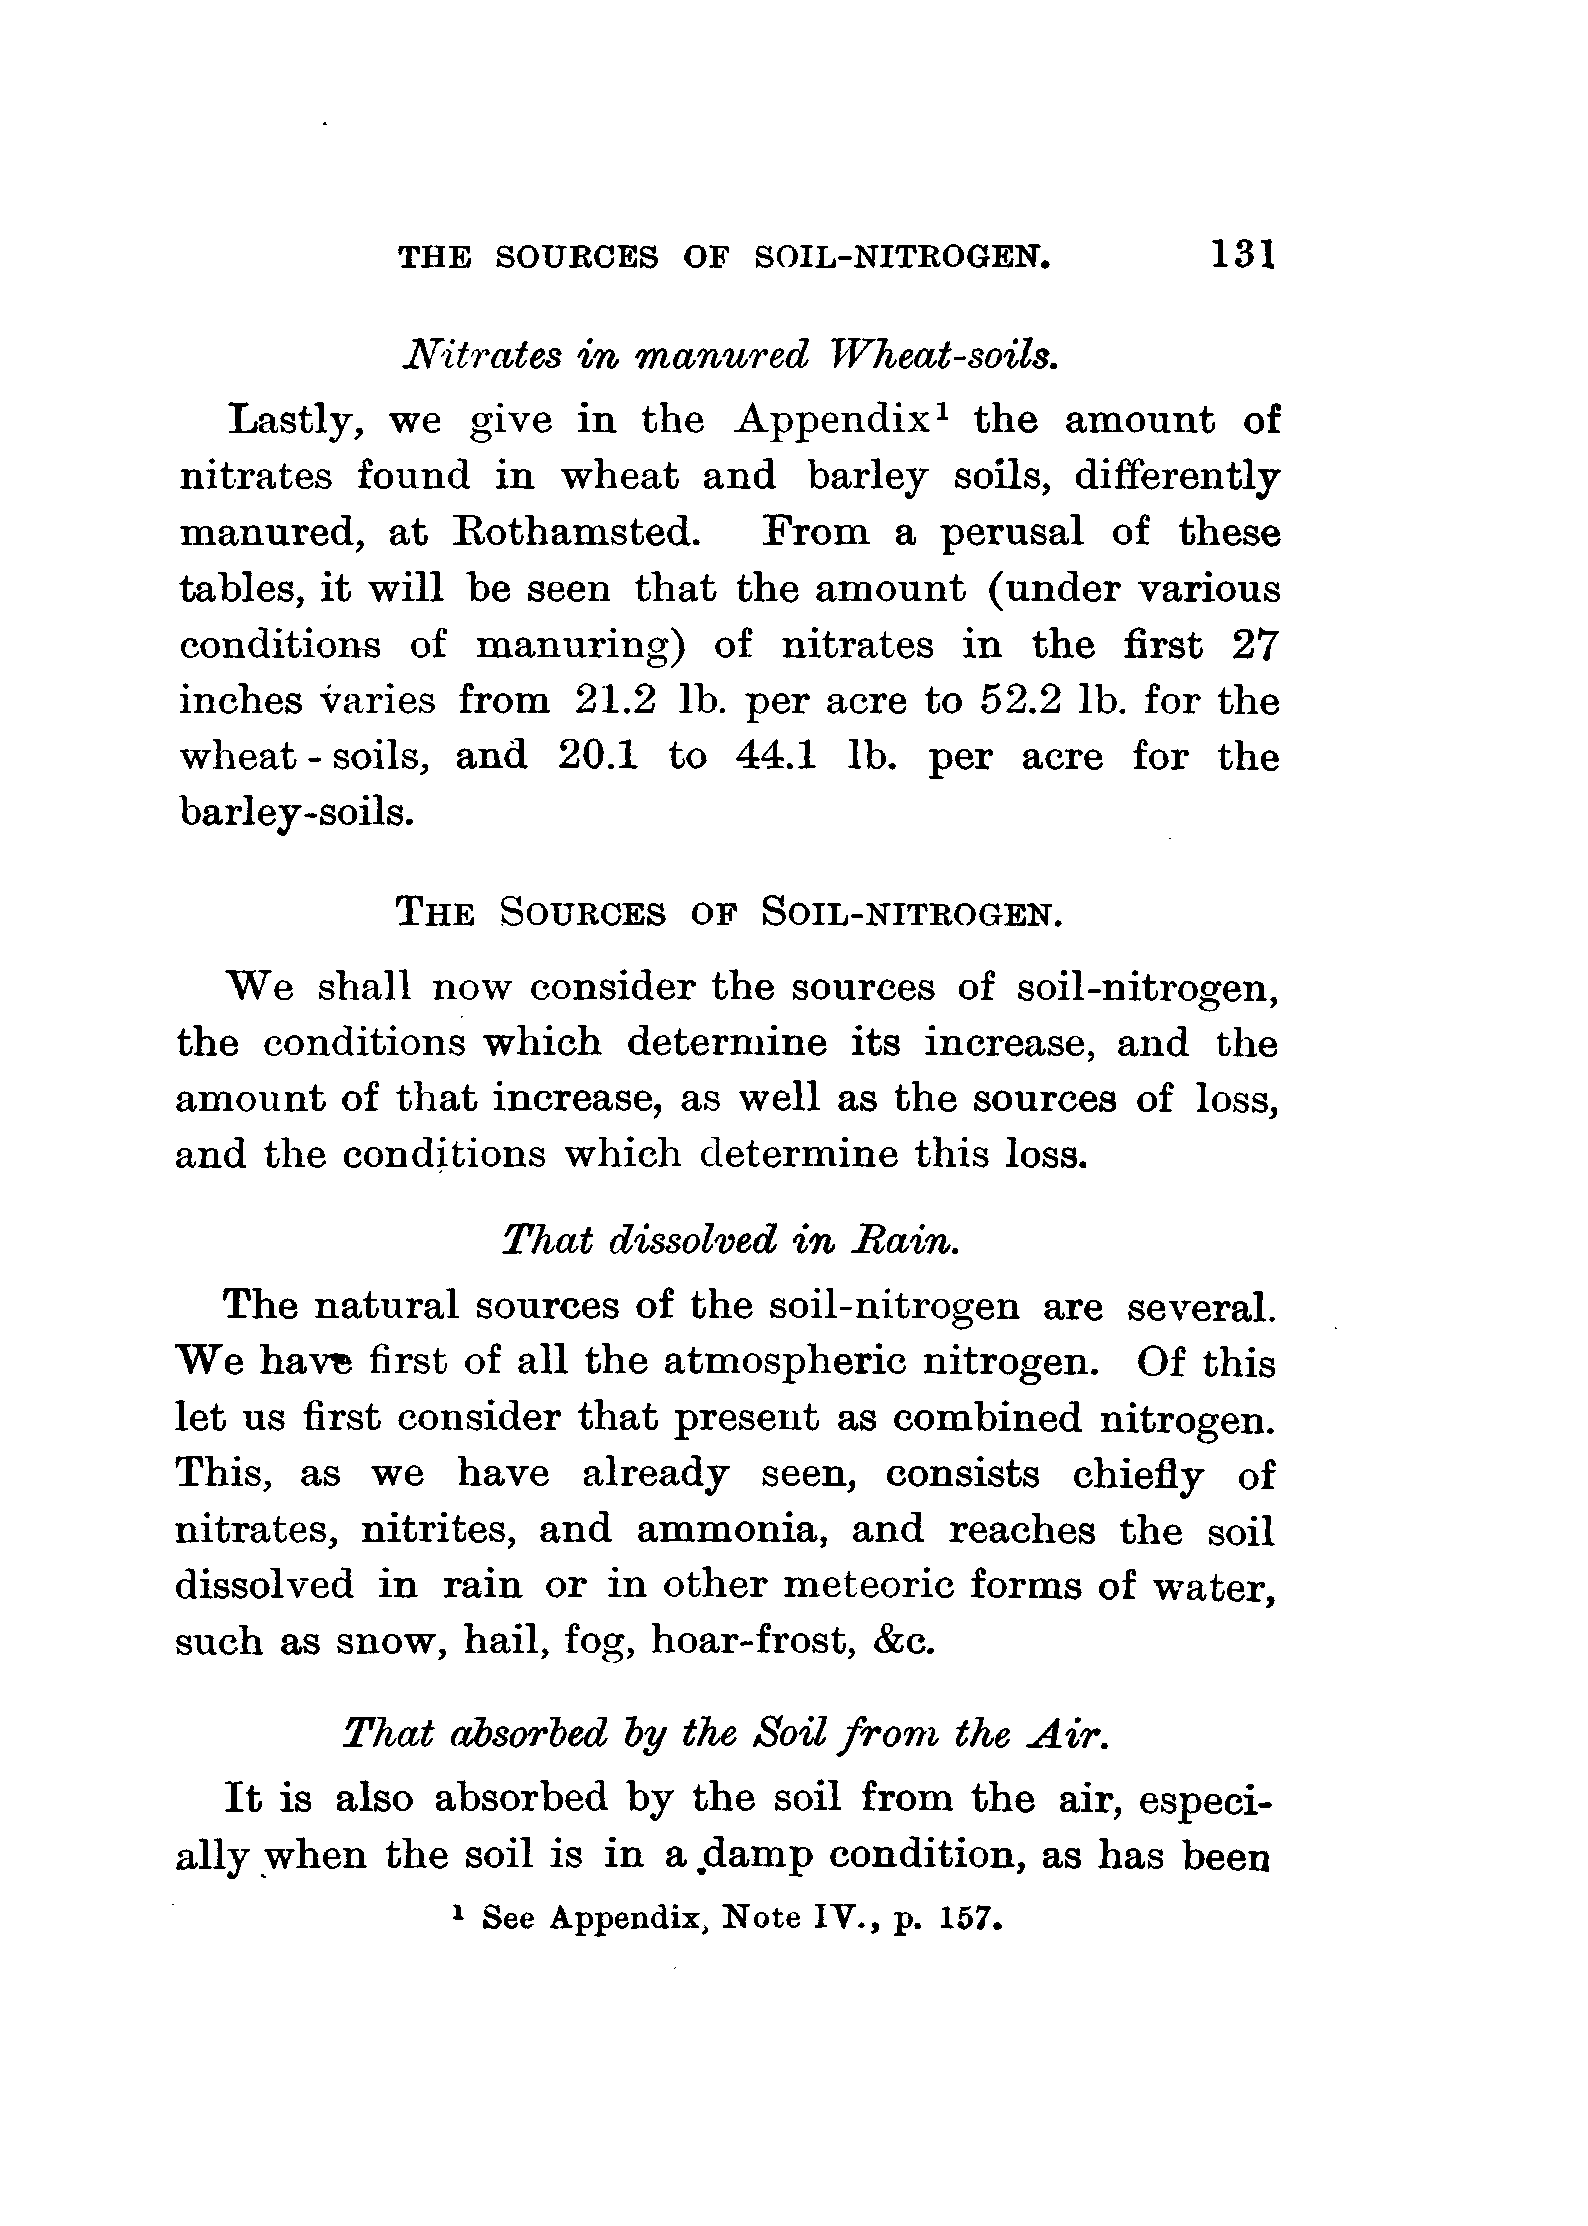 THE SOURCES OF SOIL-NITROGEN. 131
Nitrates in manured Wheat-soils.
Lastly, we give in the Appendix¹ the amount of
nitrates found in wheat and barley soils, differently
manured, at Rothamsted. From a perusal of these
tables, it will be seen that the amount (under various
conditions of manuring) of nitrates in the first 27
inches varies from 21.2 lb. per acre to 52.2 lb. for the
wheat-soils, and 20.1 to 44.1 lb. per acre for the
barley-soils.
THE SOURCES OF SOIL-NITROGEN.
We shall now consider the sources of soil-nitrogen,
the conditions which determine its increase, and the
amount of that increase, as well as the sources of loss,
and the conditions which determine this loss.
That dissolved in Rain.
The natural sources of the soil-nitrogen are several.
We have first of all the atmospheric nitrogen. Of this
let us first consider that present as combined nitrogen.
This, as we have already seen, consists chiefly of
nitrates, nitrites, and ammonia, and reaches the soil
dissolved in rain or in other meteoric forms of water,
such as snow, hail, fog, hoar-frost, &c.
That absorbed by the Soil from the Air.
It is also absorbed by the soil from the air, especi-
ally when the soil is in a damp condition, as has been
¹ See Appendix, Note IV., p. 157.